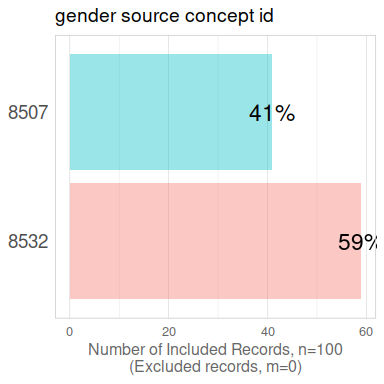 gender source concept id
8507
41%
8532
59%
0
20
40
60
Number of Included Records, n=100
(Excluded records, m=0)